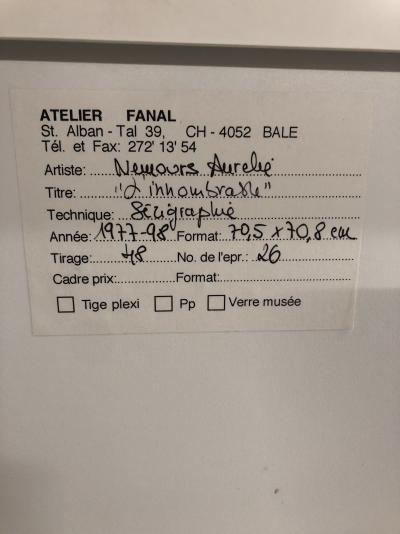 ATELIER FANAL
St. Alban - Tal 39, CH - 4052 BALE
Tél. et Fax: 272' 13' 54
Artiste: Nemours Aurelie
Titre: "L'innombrable"
Technique: Sérigraphie
Année: 1977-98 Format: 70,5 x 70,8 cm
Tirage: 48 No. de l'epr.: 26
Cadre prix: Format:
Tige plexi Pp Verre musée